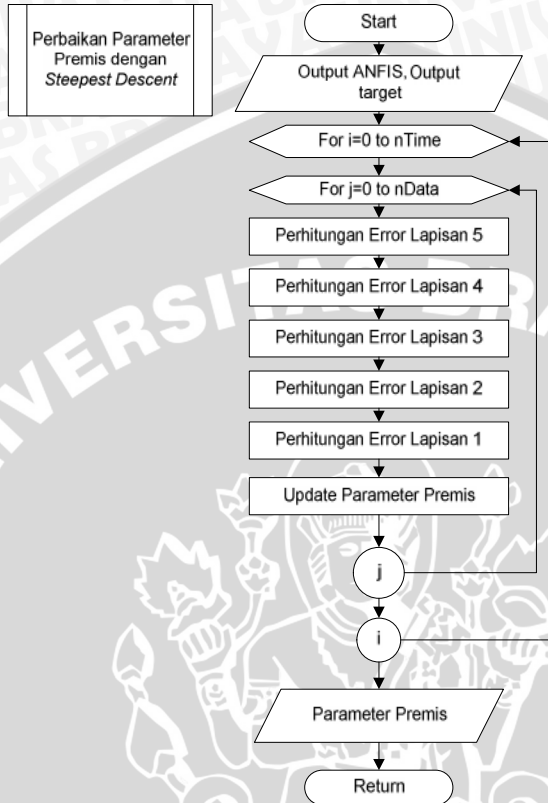 Perbaikan Parameter
Premis dengan
Steepest Descent
Start
Output ANFIS, Output
target
For i=0 to nTime
For j=0 to nData
Perhitungan Error Lapisan 5
Perhitungan Error Lapisan 4
Perhitungan Error Lapisan 3
Perhitungan Error Lapisan 2
Perhitungan Error Lapisan 1
Update Parameter Premis
j
i
Parameter Premis
Return